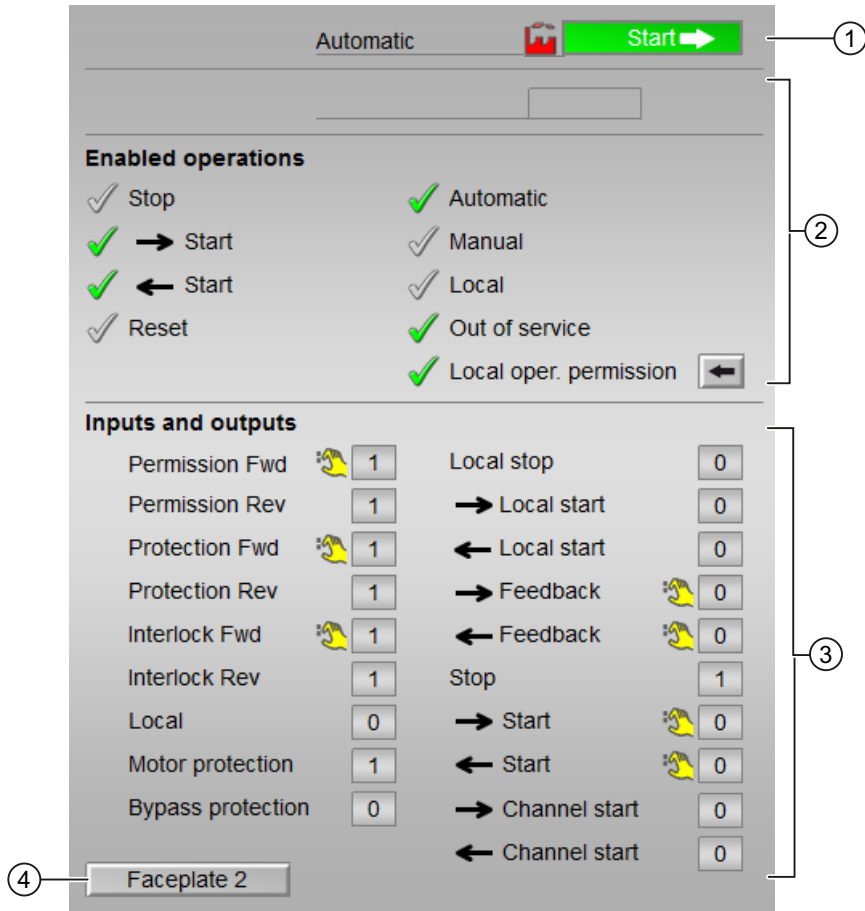 Automatic Start 1
Enabled operations
Stop Automatic
Start Manual 2
Start Local
Reset Out of service
Local oper. permission
Inputs and outputs
Permission Fwd 1 Local stop 0
Permission Rev 1 Local start 0
Protection Fwd 1 Local start 0
Protection Rev 1 Feedback 0
Interlock Fwd 1 Feedback 0 3
Interlock Rev 1 Stop 1
Local 0 Start 0
Motor protection 1 Start 0
Bypass protection 0 Channel start 0
Channel start 0
4 Faceplate 2